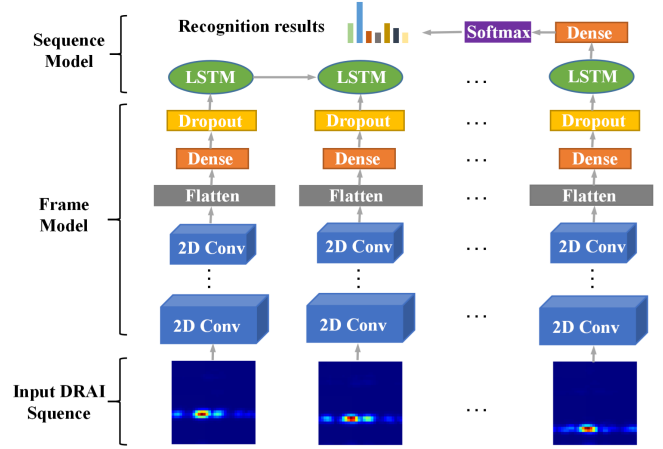 Recognition results
Softmax
Dense
Sequence
Model
LSTM
LSTM
...
LSTM
Dropout
Dropout
...
Dropout
Dense
Dense
...
Dense
Frame
Model
Flatten
Flatten
...
Flatten
2D Conv
2D Conv
...
2D Conv
2D Conv
2D Conv
...
2D Conv
Input DRAI
Squence
...